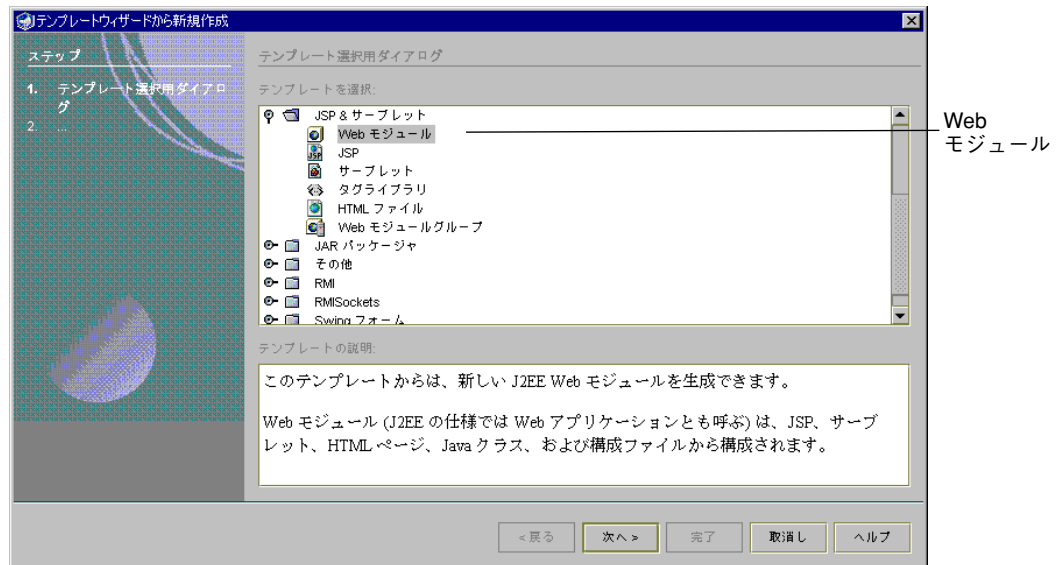 テンプレートウィザードから新規作成
ステップ
1. テンプレート選択用ダイアログ
2. ...
テンプレート選択用ダイアログ
テンプレートを選択:
JSP & サーブレット
Web モジュール
JSP
サーブレット
タグライブラリ
HTML ファイル
Web モジュールグループ
JAR パッケージャ
その他
RMI
RMISockets
Swing フォーム
Web
モジュール
テンプレートの説明:
このテンプレートからは、新しい J2EE Web モジュールを生成できます。
Web モジュール (J2EE の仕様では Web アプリケーションとも呼ぶ) は、JSP、サーブ
レット、HTML ページ、Java クラス、および構成ファイルから構成されます。
< 戻る
次へ >
完了
取消し
ヘルプ